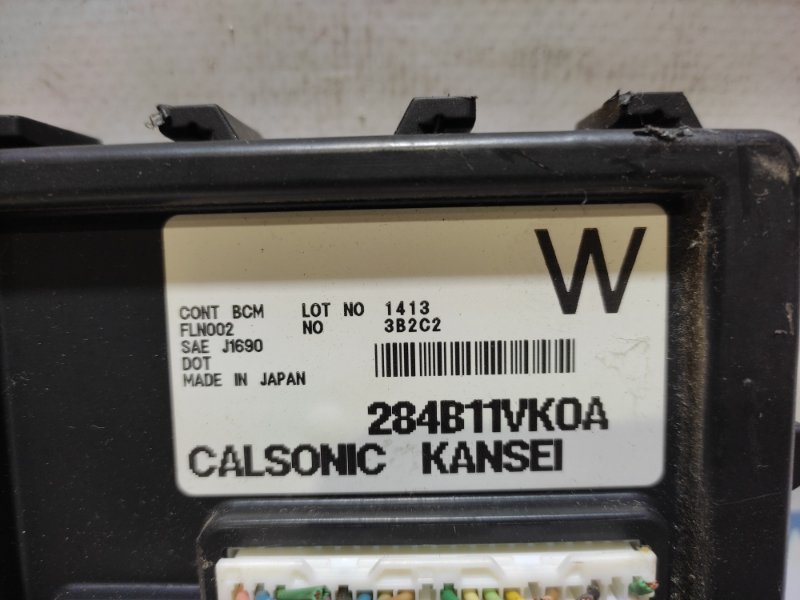 W
CONT BCM LOT NO 1413
FLN002 NO 3B2C2
SAE J1690
DOT
MADE IN JAPAN
284B11VK0A
CALSONIC KANSEI